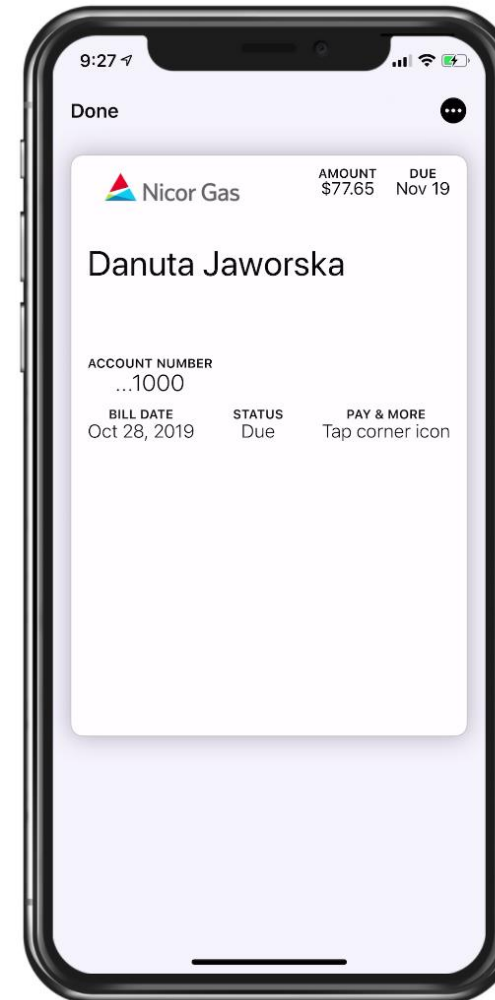 9:27
Done
Nicor Gas
AMOUNT DUE
$77.65 Nov 19
Danuta Jaworska
ACCOUNT NUMBER
...1000
BILL DATE STATUS PAY & MORE
Oct 28, 2019 Due Tap corner icon